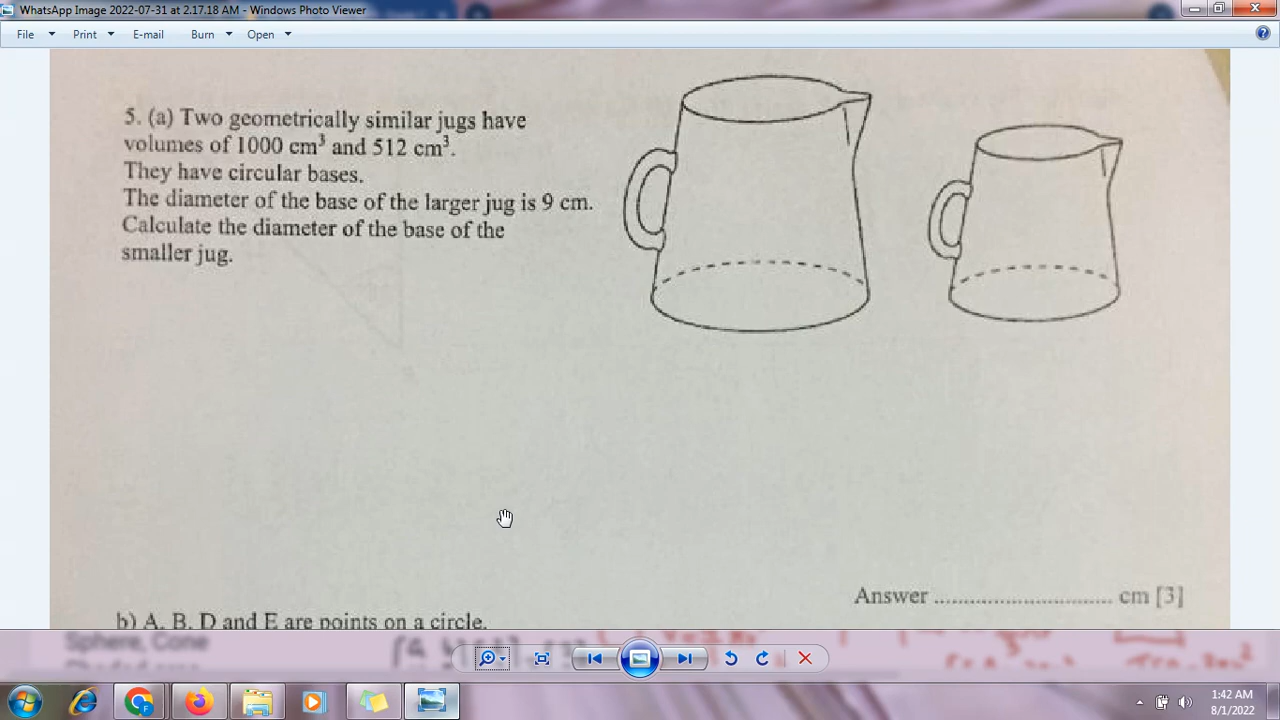 WhatsApp Image 2022-07-31 at 2.17.18 AM - Windows Photo Viewer
File Print E-mail Burn Open
5. (a) Two geometrically similar jugs have
volumes of 1000 cm³ and 512 cm³.
They have circular bases.
The diameter of the base of the larger jug is 9 cm.
Calculate the diameter of the base of the
smaller jug.
Answer .............................. cm [3]
b) A, B, D and E are points on a circle.
Sphere, Cone
1:42 AM
8/1/2022